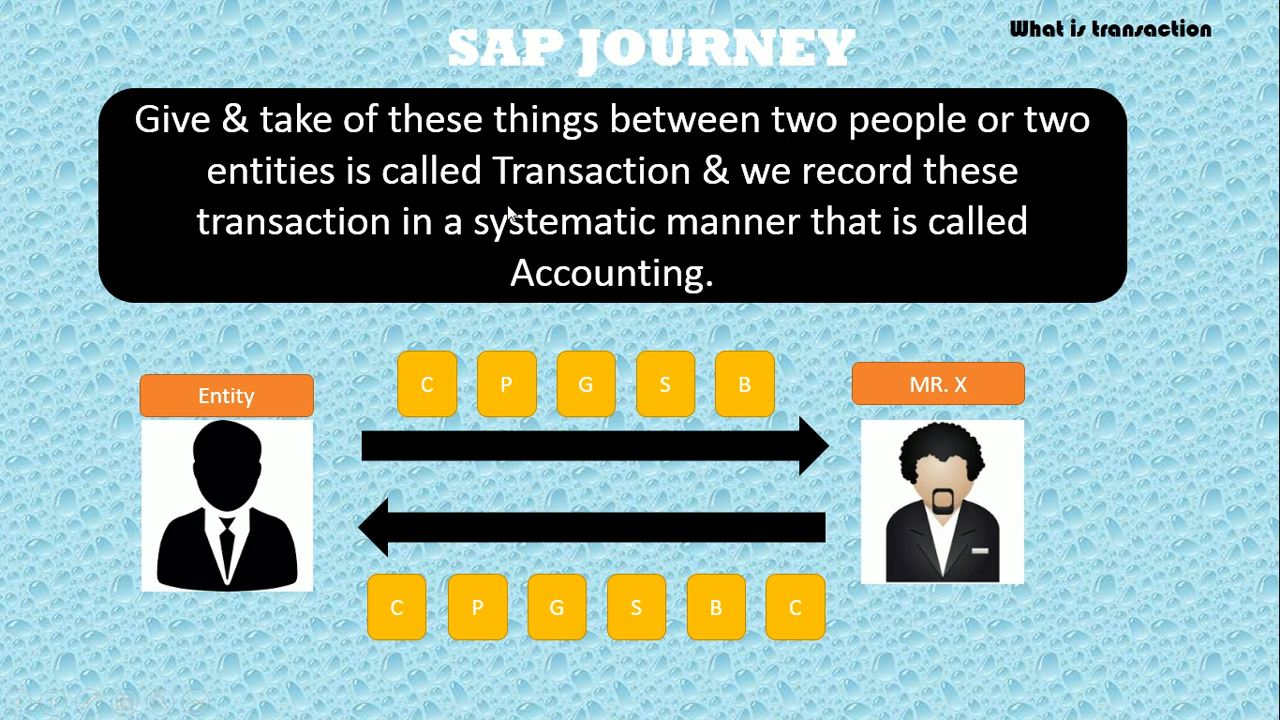 SAP JOURNEY
What is transaction
Give & take of these things between two people or two
entities is called Transaction & we record these
transaction in a systematic manner that is called
Accounting.
C P G S B
Entity
MR. X
C P G S B C